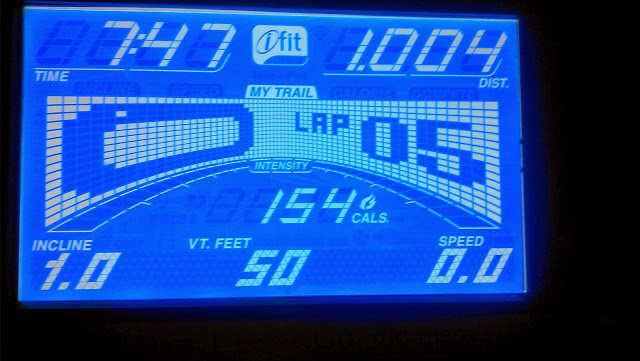 7:47
ifit
1.004
TIME
DIST.
MY TRAIL
LAP 05
INTENSITY
154 CALS.
INCLINE
VT. FEET
SPEED
1.0
50
0.0